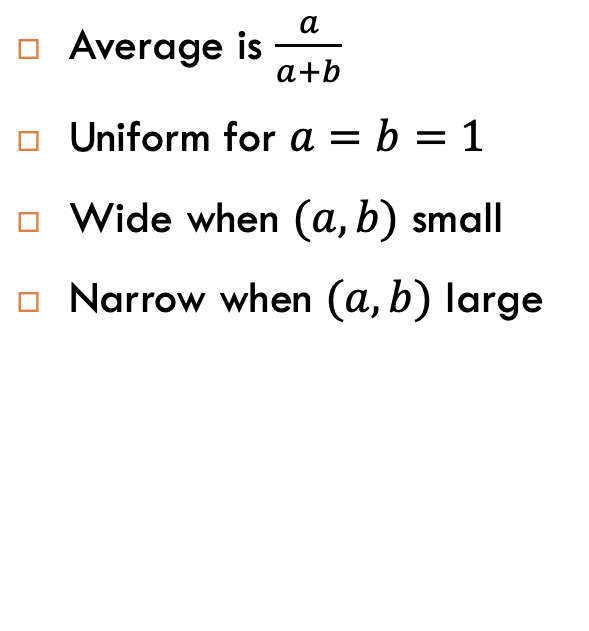 Average is a/(a+b)
Uniform for a = b = 1
Wide when (a, b) small
Narrow when (a, b) large